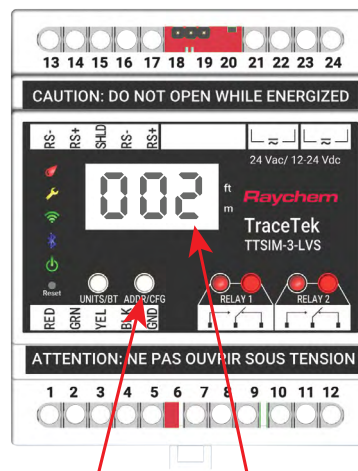 13 14 15 16 17 18 19 20 21 22 23 24
CAUTION: DO NOT OPEN WHILE ENERGIZED
RS- RS+ SHLD RS- RS+
24 Vac/ 12-24 Vdc
002 ft m
Raychem
TraceTek
TTSIM-3-LVS
Reset
UNITS/BT ADDR/CFG
RELAY 1 RELAY 2
RED GRN YEL BLK GND
ATTENTION: NE PAS OUVRIR SOUS TENSION
1 2 3 4 5 6 7 8 9 10 11 12